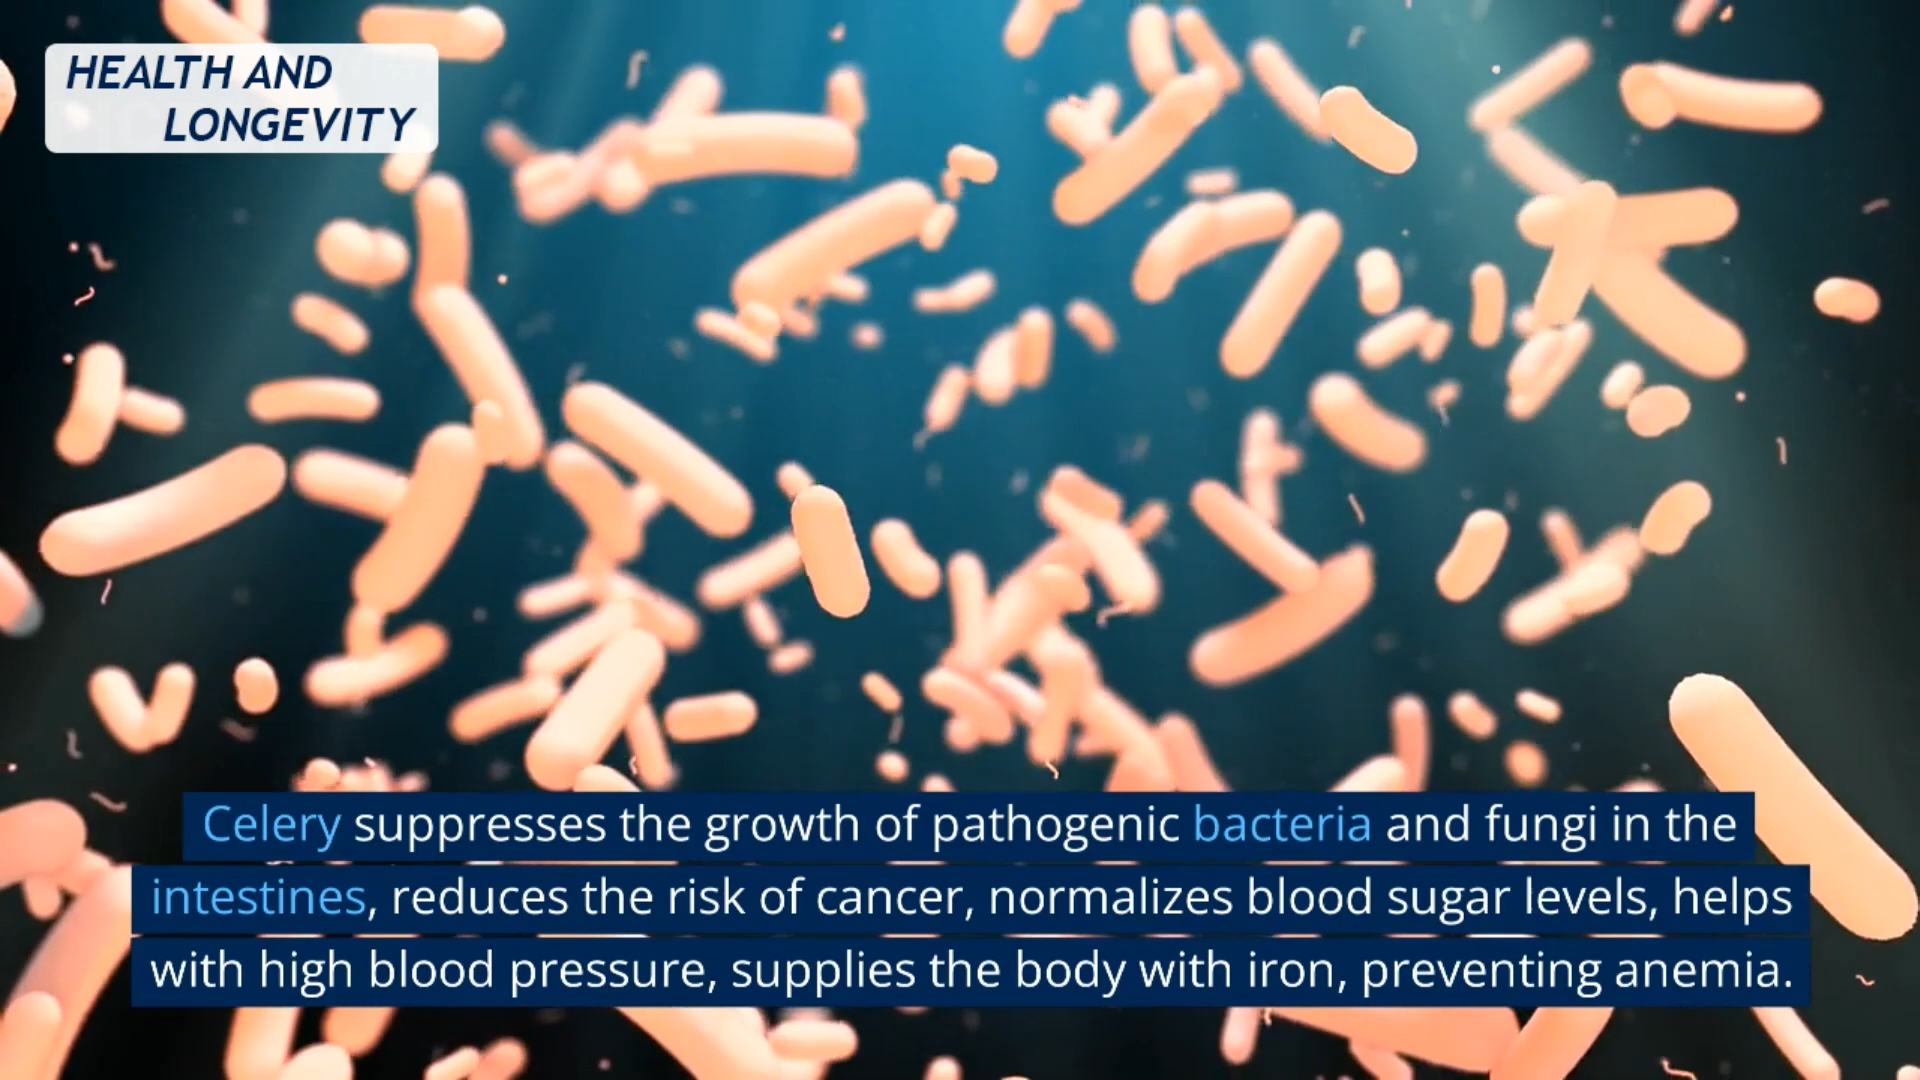 HEALTH AND
LONGEVITY
Celery suppresses the growth of pathogenic bacteria and fungi in the
intestines, reduces the risk of cancer, normalizes blood sugar levels, helps
with high blood pressure, supplies the body with iron, preventing anemia.